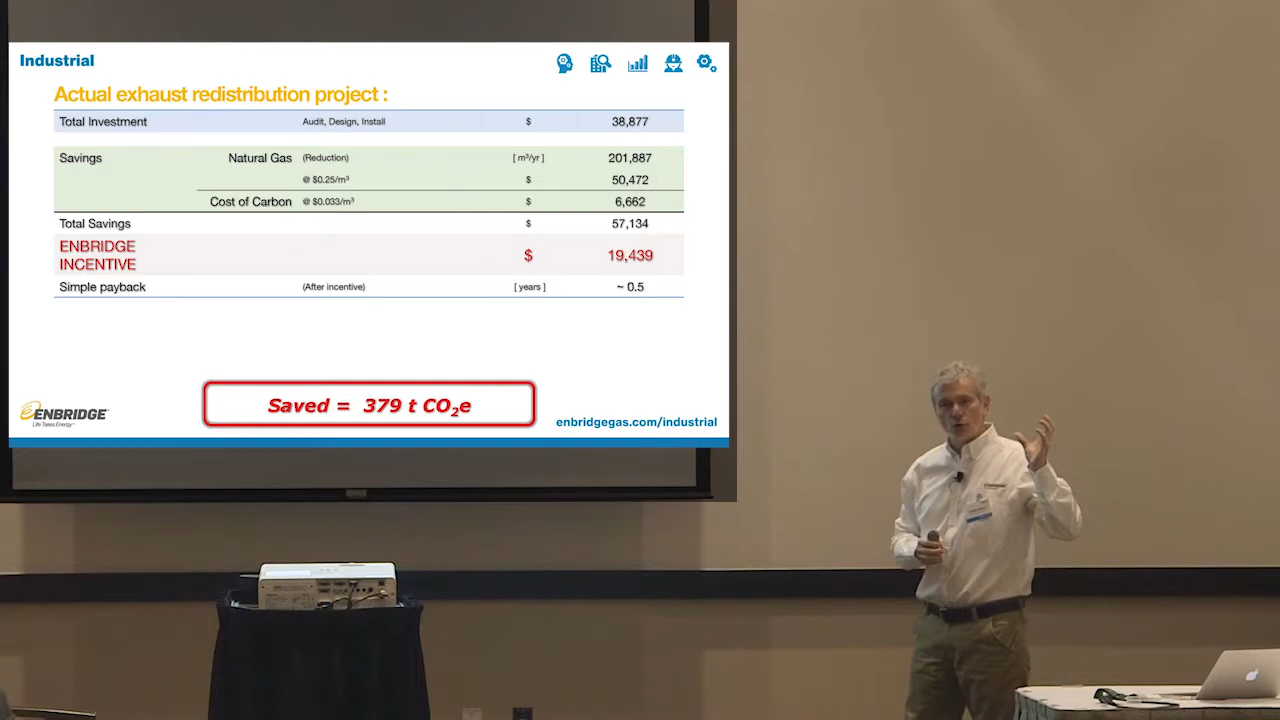 Industrial
Actual exhaust redistribution project :
Total Investment Audit, Design, Install $ 38,877
Savings Natural Gas (Reduction) [ m³/yr ] 201,887
@ $0.25/m³ $ 50,472
Cost of Carbon @ $0.033/m³ $ 6,662
Total Savings $ 57,134
ENBRIDGE
INCENTIVE $ 19,439
Simple payback (After incentive) [ years ] ~ 0.5
Saved = 379 t CO₂e
ENBRIDGE
Life Takes Energy™
enbridgegas.com/industrial